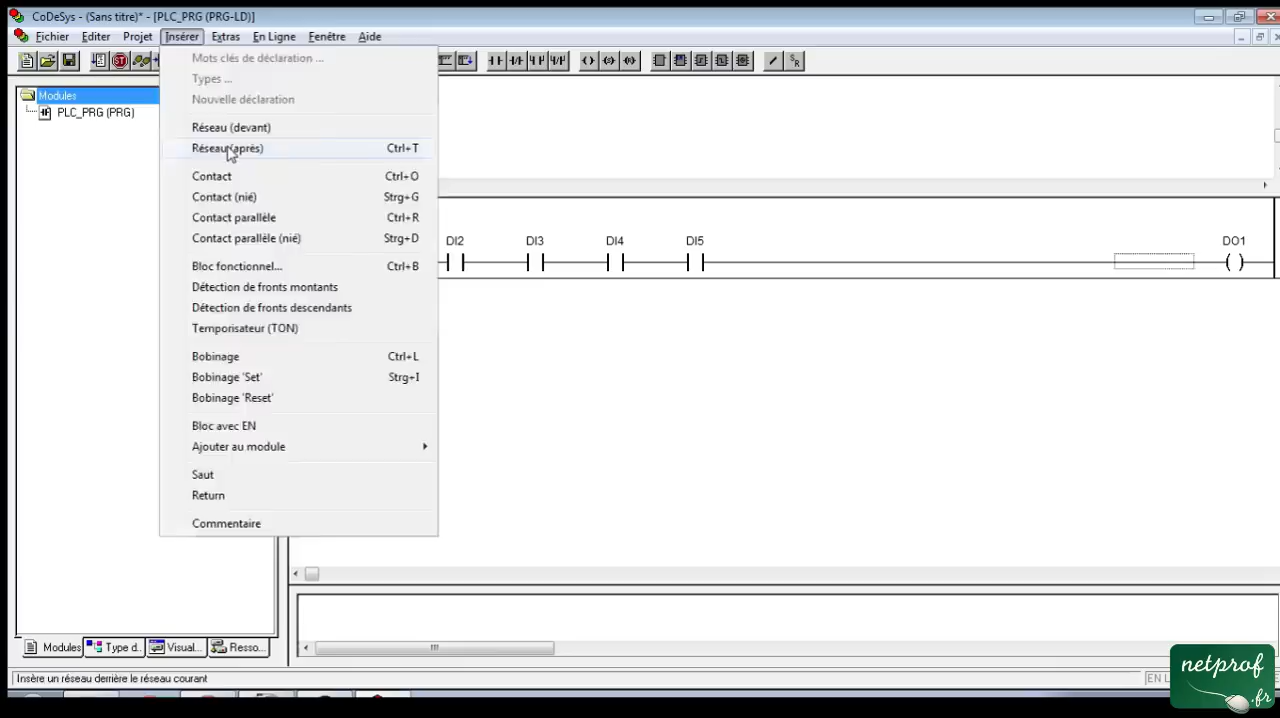 CoDeSys - (Sans titre)* - [PLC_PRG (PRG-LD)]
Fichier Editer Projet Insérer Extras En Ligne Fenêtre Aide
Mots clés de déclaration ...
Types ...
Nouvelle déclaration
Réseau (devant)
Réseau (après) Ctrl+T
Contact Ctrl+O
Contact (nié) Strg+G
Contact parallèle Ctrl+R
Contact parallèle (nié) Strg+D
Bloc fonctionnel... Ctrl+B
Détection de fronts montants
Détection de fronts descendants
Temporisateur (TON)
Bobinage Ctrl+L
Bobinage 'Set' Strg+I
Bobinage 'Reset'
Bloc avec EN
Ajouter au module
Saut
Return
Commentaire
Modules
PLC_PRG (PRG)
DI2 DI3 DI4 DI5 DO1
Modules Type d... Visual... Resso...
Insère un réseau derrière le réseau courant
EN L
netprof
.fr